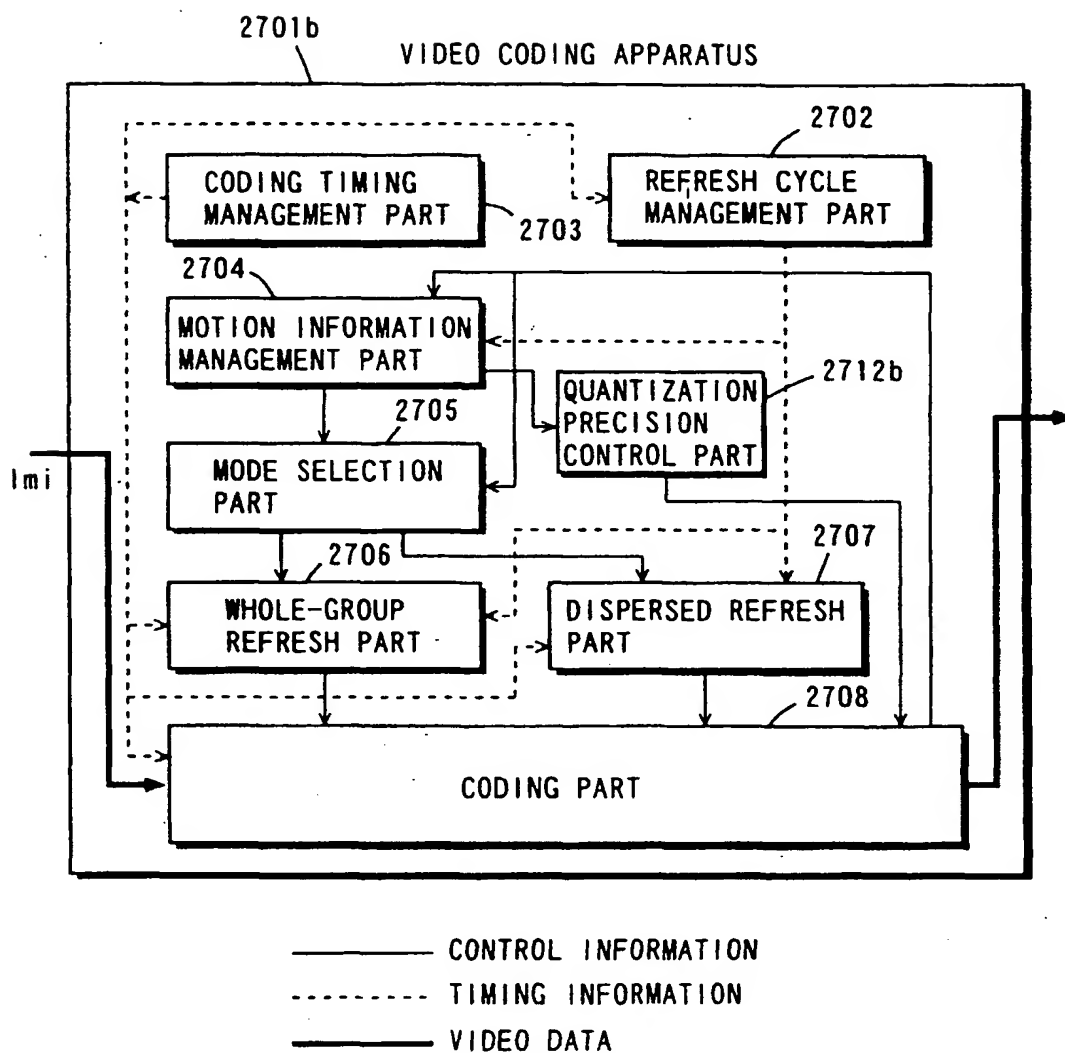 2701b
VIDEO CODING APPARATUS
2702
CODING TIMING
MANAGEMENT PART
2703
REFRESH CYCLE
MANAGEMENT PART
2704
MOTION INFORMATION
MANAGEMENT PART
2712b
QUANTIZATION
PRECISION
CONTROL PART
2705
MODE SELECTION
PART
Imi
2706
WHOLE-GROUP
REFRESH PART
2707
DISPERSED REFRESH
PART
2708
CODING PART
CONTROL INFORMATION
TIMING INFORMATION
VIDEO DATA